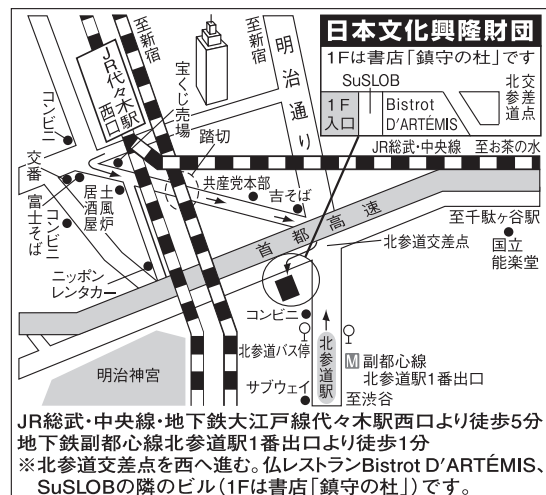 日本文化興隆財団
1Fは書店「鎮守の杜」です
SuSLOB
1F
入口
Bistrot
D'ARTÉMIS
北参道
交差点
至新宿
至新宿
JR代々木駅
西口
宝くじ売場
明治通り
踏切
コンビニ
交番
富士そば
コンビニ
居酒屋
土風炉
共産党本部
吉そば
JR総武・中央線 至お茶の水
首都高速
至千駄ヶ谷駅
国立
能楽堂
北参道交差点
ニッポン
レンタカー
コンビニ
北参道バス停
北参道駅
M 副都心線
北参道駅1番出口
明治神宮
サブウェイ
至渋谷
JR総武・中央線・地下鉄大江戸線代々木駅西口より徒歩5分
地下鉄副都心線北参道駅1番出口より徒歩1分
※北参道交差点を西へ進む。仏レストランBistrot D'ARTÉMIS、
SuSLOBの隣のビル(1Fは書店「鎮守の杜」)です。